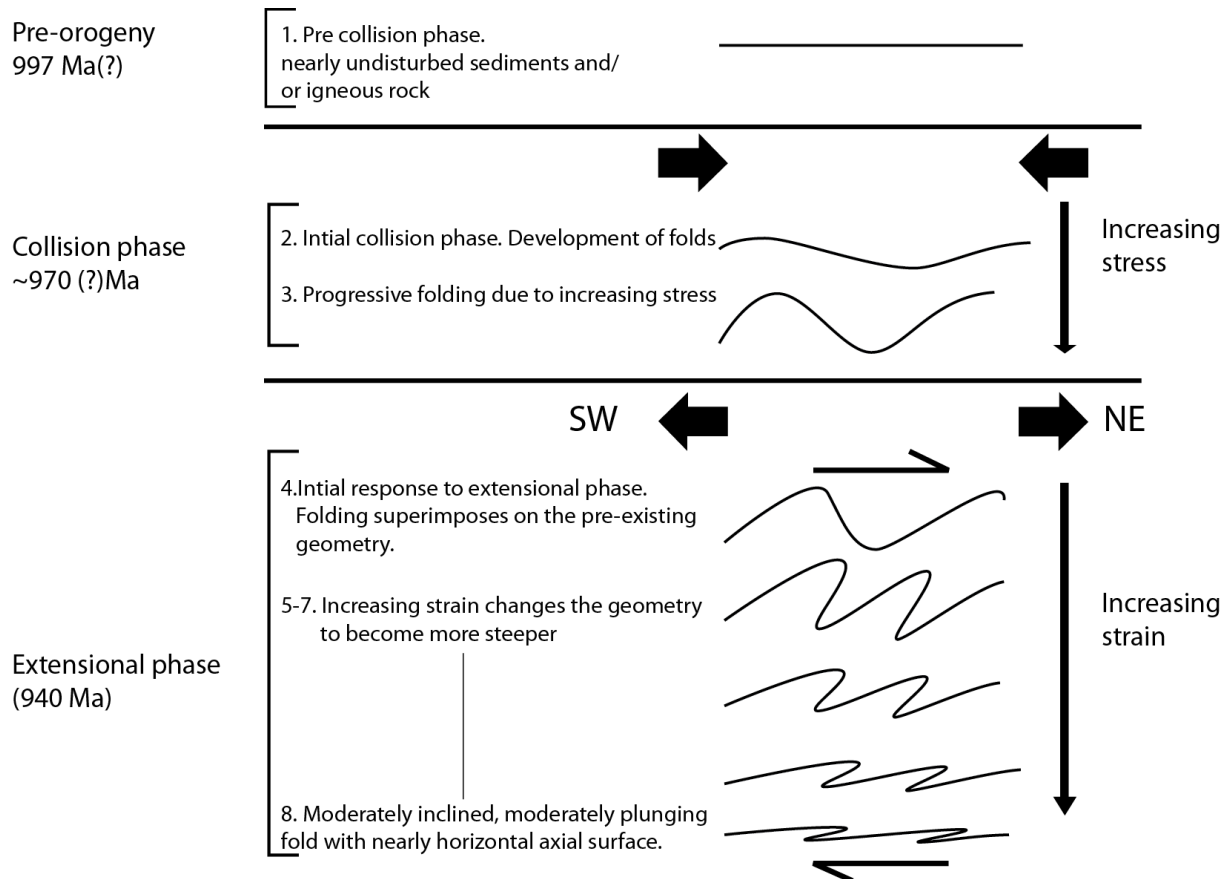 Pre-orogeny
997 Ma(?)
1. Pre collision phase.
nearly undisturbed sediments and/
or igneous rock
Collision phase
~970 (?)Ma
2. Intial collision phase. Development of folds
3. Progressive folding due to increasing stress
Increasing
stress
SW
NE
Extensional phase
(940 Ma)
4.Intial response to extensional phase.
Folding superimposes on the pre-existing
geometry.
5-7. Increasing strain changes the geometry
to become more steeper
8. Moderately inclined, moderately plunging
fold with nearly horizontal axial surface.
Increasing
strain